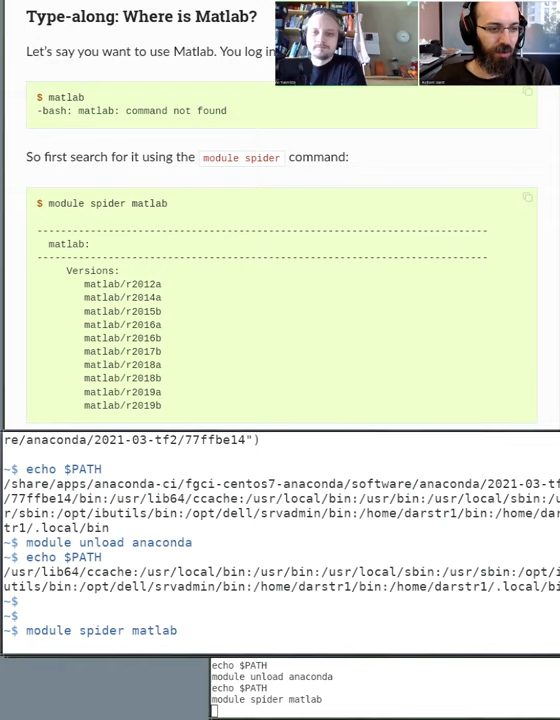 Type-along: Where is Matlab?
Let's say you want to use Matlab. You log in
$ matlab
-bash: matlab: command not found
So first search for it using the module spider command:
$ module spider matlab
----------------------------------------------------------------------------
matlab:
----------------------------------------------------------------------------
Versions:
matlab/r2012a
matlab/r2014a
matlab/r2015b
matlab/r2016a
matlab/r2016b
matlab/r2017b
matlab/r2018a
matlab/r2018b
matlab/r2019a
matlab/r2019b
re/anaconda/2021-03-tf2/77ffbe14")
~$ echo $PATH
/share/apps/anaconda-ci/fgci-centos7-anaconda/software/anaconda/2021-03-tf
/77ffbe14/bin:/usr/lib64/ccache:/usr/local/bin:/usr/bin:/usr/local/sbin:/u
r/sbin:/opt/ibutils/bin:/opt/dell/srvadmin/bin:/home/darstr1/bin:/home/dar
tr1/.local/bin
~$ module unload anaconda
~$ echo $PATH
/usr/lib64/ccache:/usr/local/bin:/usr/bin:/usr/local/sbin:/usr/sbin:/opt/i
utils/bin:/opt/dell/srvadmin/bin:/home/darstr1/bin:/home/darstr1/.local/bi
~$
~$
~$ module spider matlab
echo $PATH
module unload anaconda
echo $PATH
module spider matlab